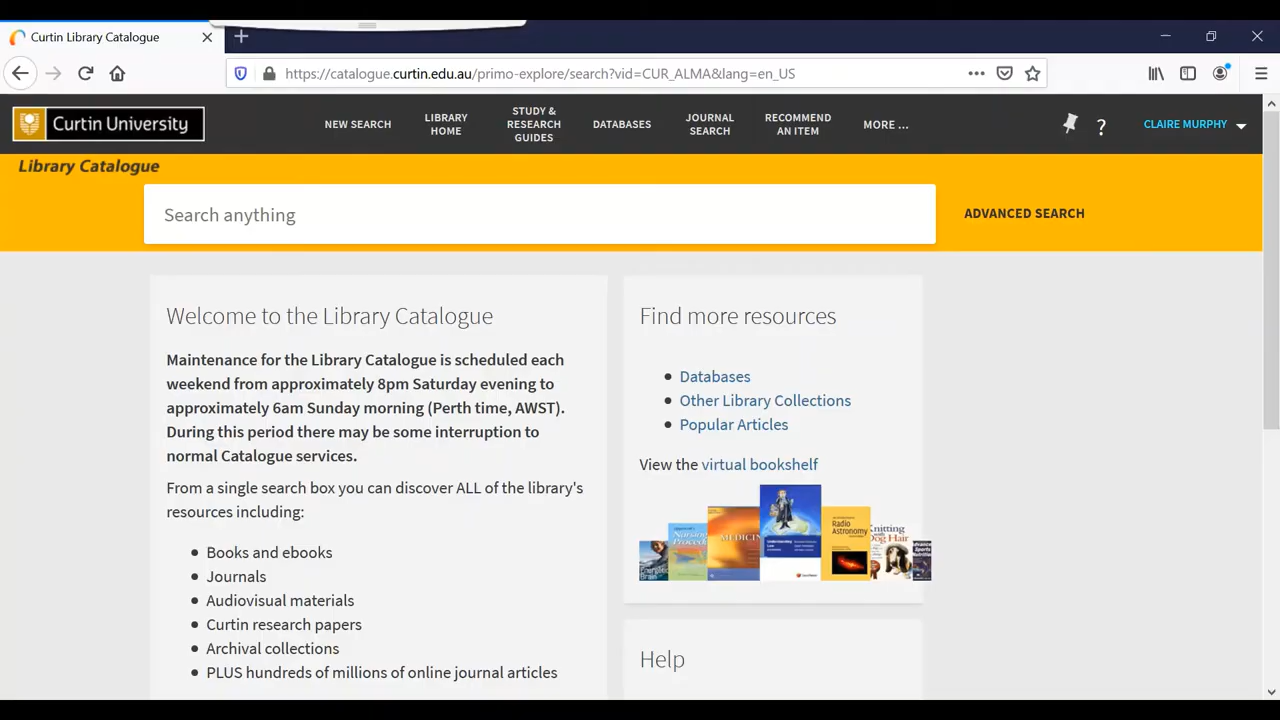 Curtin Library Catalogue
https://catalogue.curtin.edu.au/primo-explore/search?vid=CUR_ALMA&lang=en_US
Curtin University
NEW SEARCH
LIBRARY
HOME
STUDY &
RESEARCH
GUIDES
DATABASES
JOURNAL
SEARCH
RECOMMEND
AN ITEM
MORE ...
?
CLAIRE MURPHY
Library Catalogue
Search anything
ADVANCED SEARCH
Welcome to the Library Catalogue
Maintenance for the Library Catalogue is scheduled each
weekend from approximately 8pm Saturday evening to
approximately 6am Sunday morning (Perth time, AWST).
During this period there may be some interruption to
normal Catalogue services.
From a single search box you can discover ALL of the library's
resources including:
• Books and ebooks
• Journals
• Audiovisual materials
• Curtin research papers
• Archival collections
• PLUS hundreds of millions of online journal articles
Find more resources
• Databases
• Other Library Collections
• Popular Articles
View the virtual bookshelf
Radio
Astronomy
Knitting
Dog Hair
Help